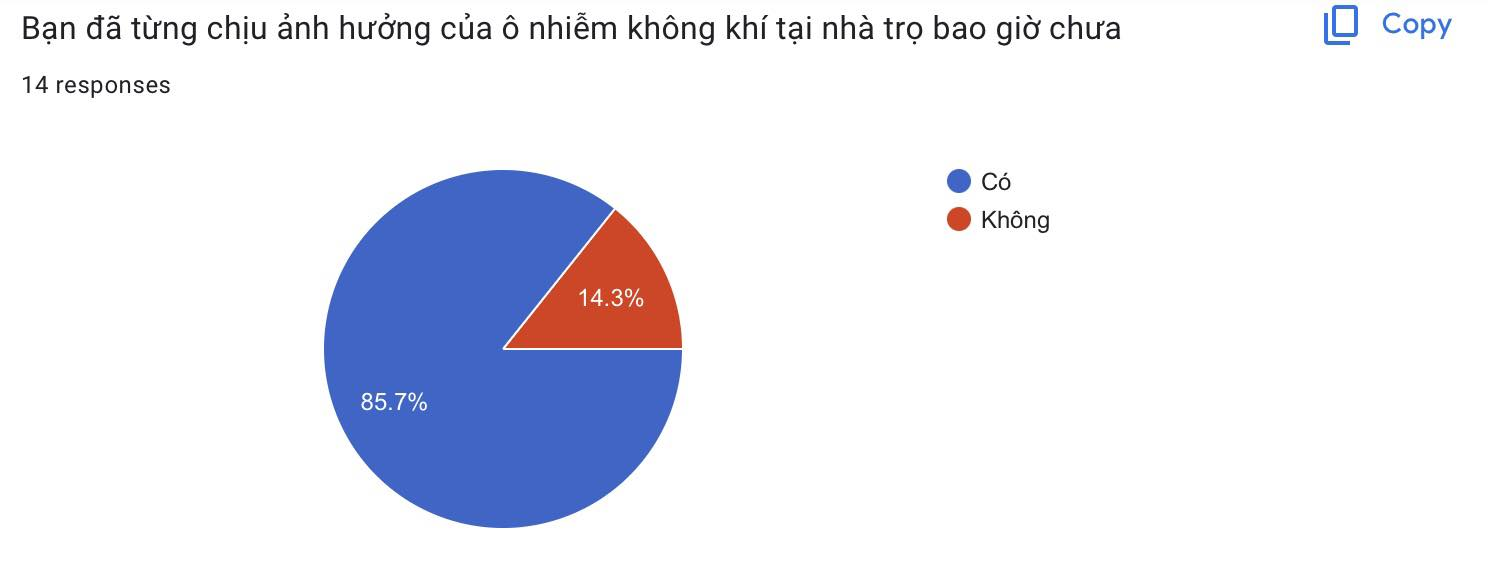 Bạn đã từng chịu ảnh hưởng của ô nhiễm không khí tại nhà trọ bao giờ chưa
Copy
14 responses
Có
Không
14.3%
85.7%